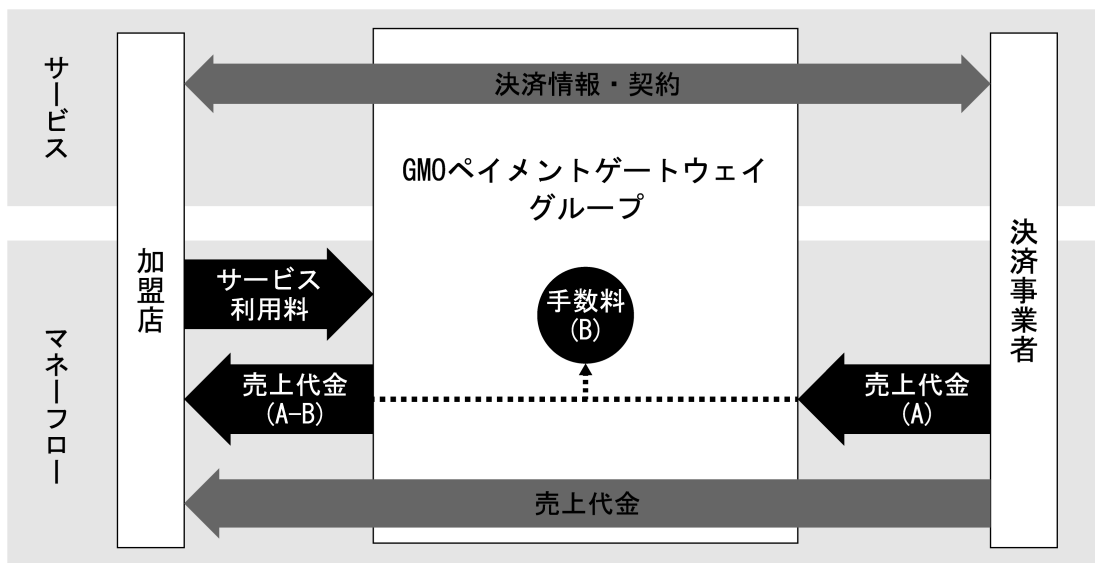 サービス
決済情報・契約
GMOペイメントゲートウェイ
グループ
加盟店
決済事業者
マネーフロー
サービス
利用料
手数料
(B)
売上代金
(A-B)
売上代金
(A)
売上代金